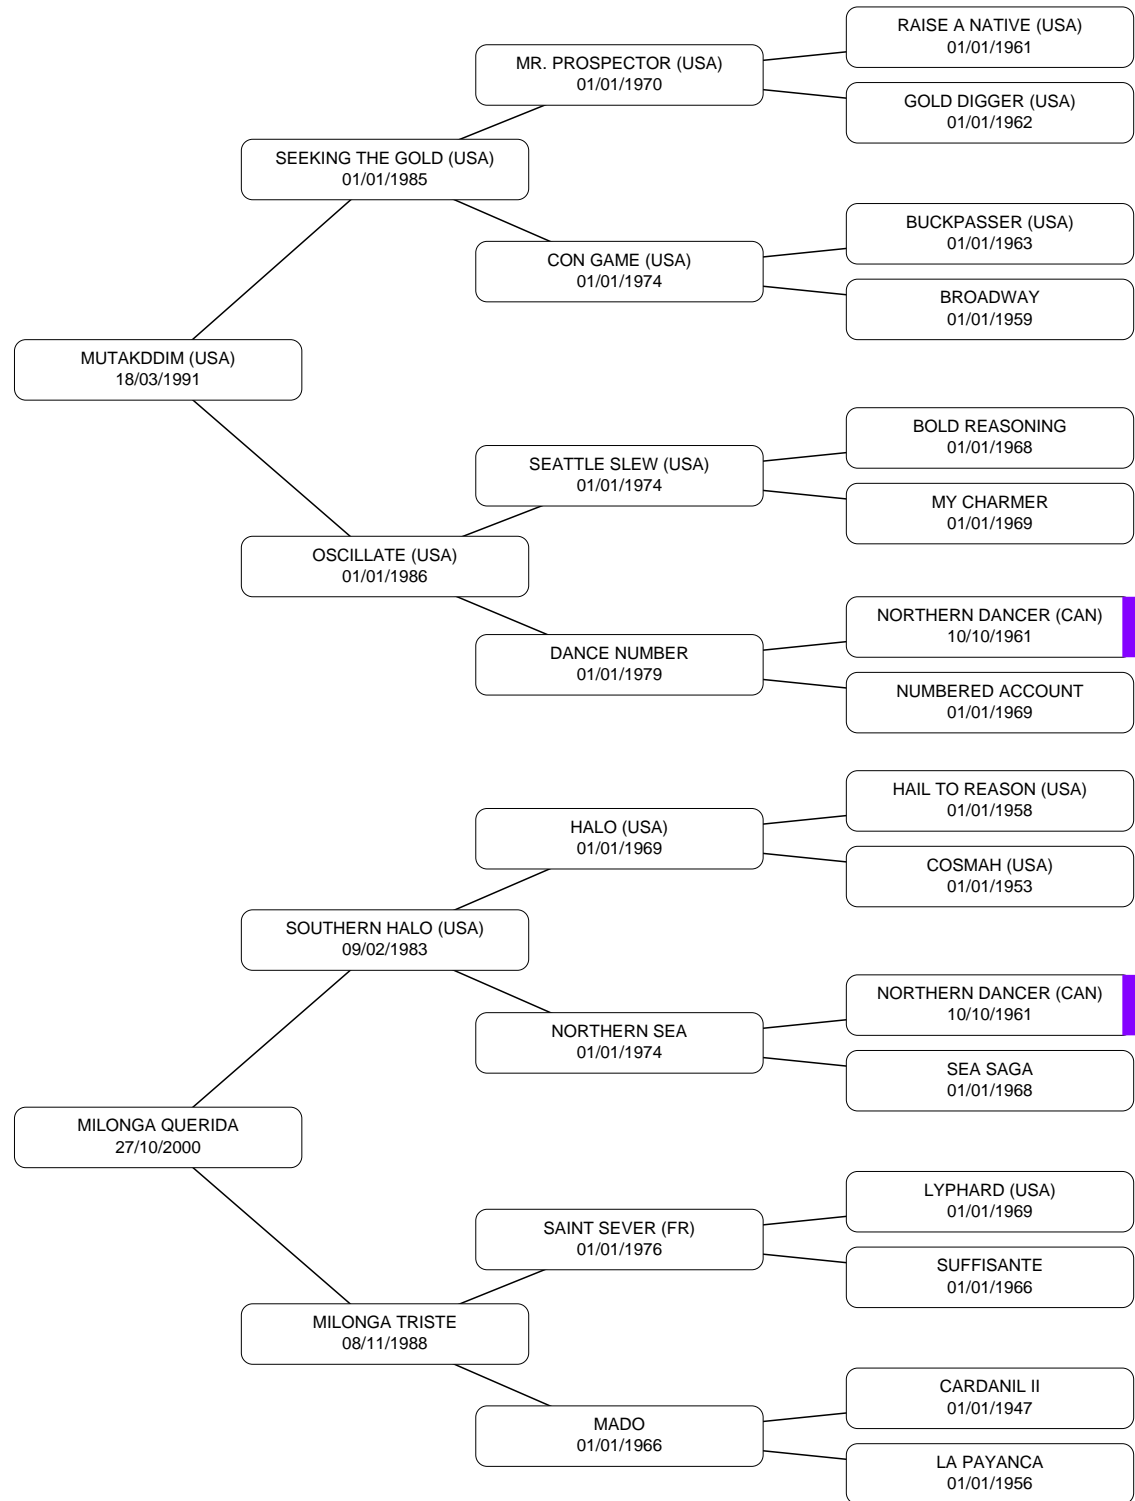 RAISE A NATIVE (USA)
01/01/1961
MR. PROSPECTOR (USA)
01/01/1970
GOLD DIGGER (USA)
01/01/1962
SEEKING THE GOLD (USA)
01/01/1985
BUCKPASSER (USA)
01/01/1963
CON GAME (USA)
01/01/1974
BROADWAY
01/01/1959
MUTAKDDIM (USA)
18/03/1991
BOLD REASONING
01/01/1968
SEATTLE SLEW (USA)
01/01/1974
MY CHARMER
01/01/1969
OSCILLATE (USA)
01/01/1986
NORTHERN DANCER (CAN)
10/10/1961
DANCE NUMBER
01/01/1979
NUMBERED ACCOUNT
01/01/1969
HAIL TO REASON (USA)
01/01/1958
HALO (USA)
01/01/1969
COSMAH (USA)
01/01/1953
SOUTHERN HALO (USA)
09/02/1983
NORTHERN DANCER (CAN)
10/10/1961
NORTHERN SEA
01/01/1974
SEA SAGA
01/01/1968
MILONGA QUERIDA
27/10/2000
LYPHARD (USA)
01/01/1969
SAINT SEVER (FR)
01/01/1976
SUFFISANTE
01/01/1966
MILONGA TRISTE
08/11/1988
CARDANIL II
01/01/1947
MADO
01/01/1966
LA PAYANCA
01/01/1956